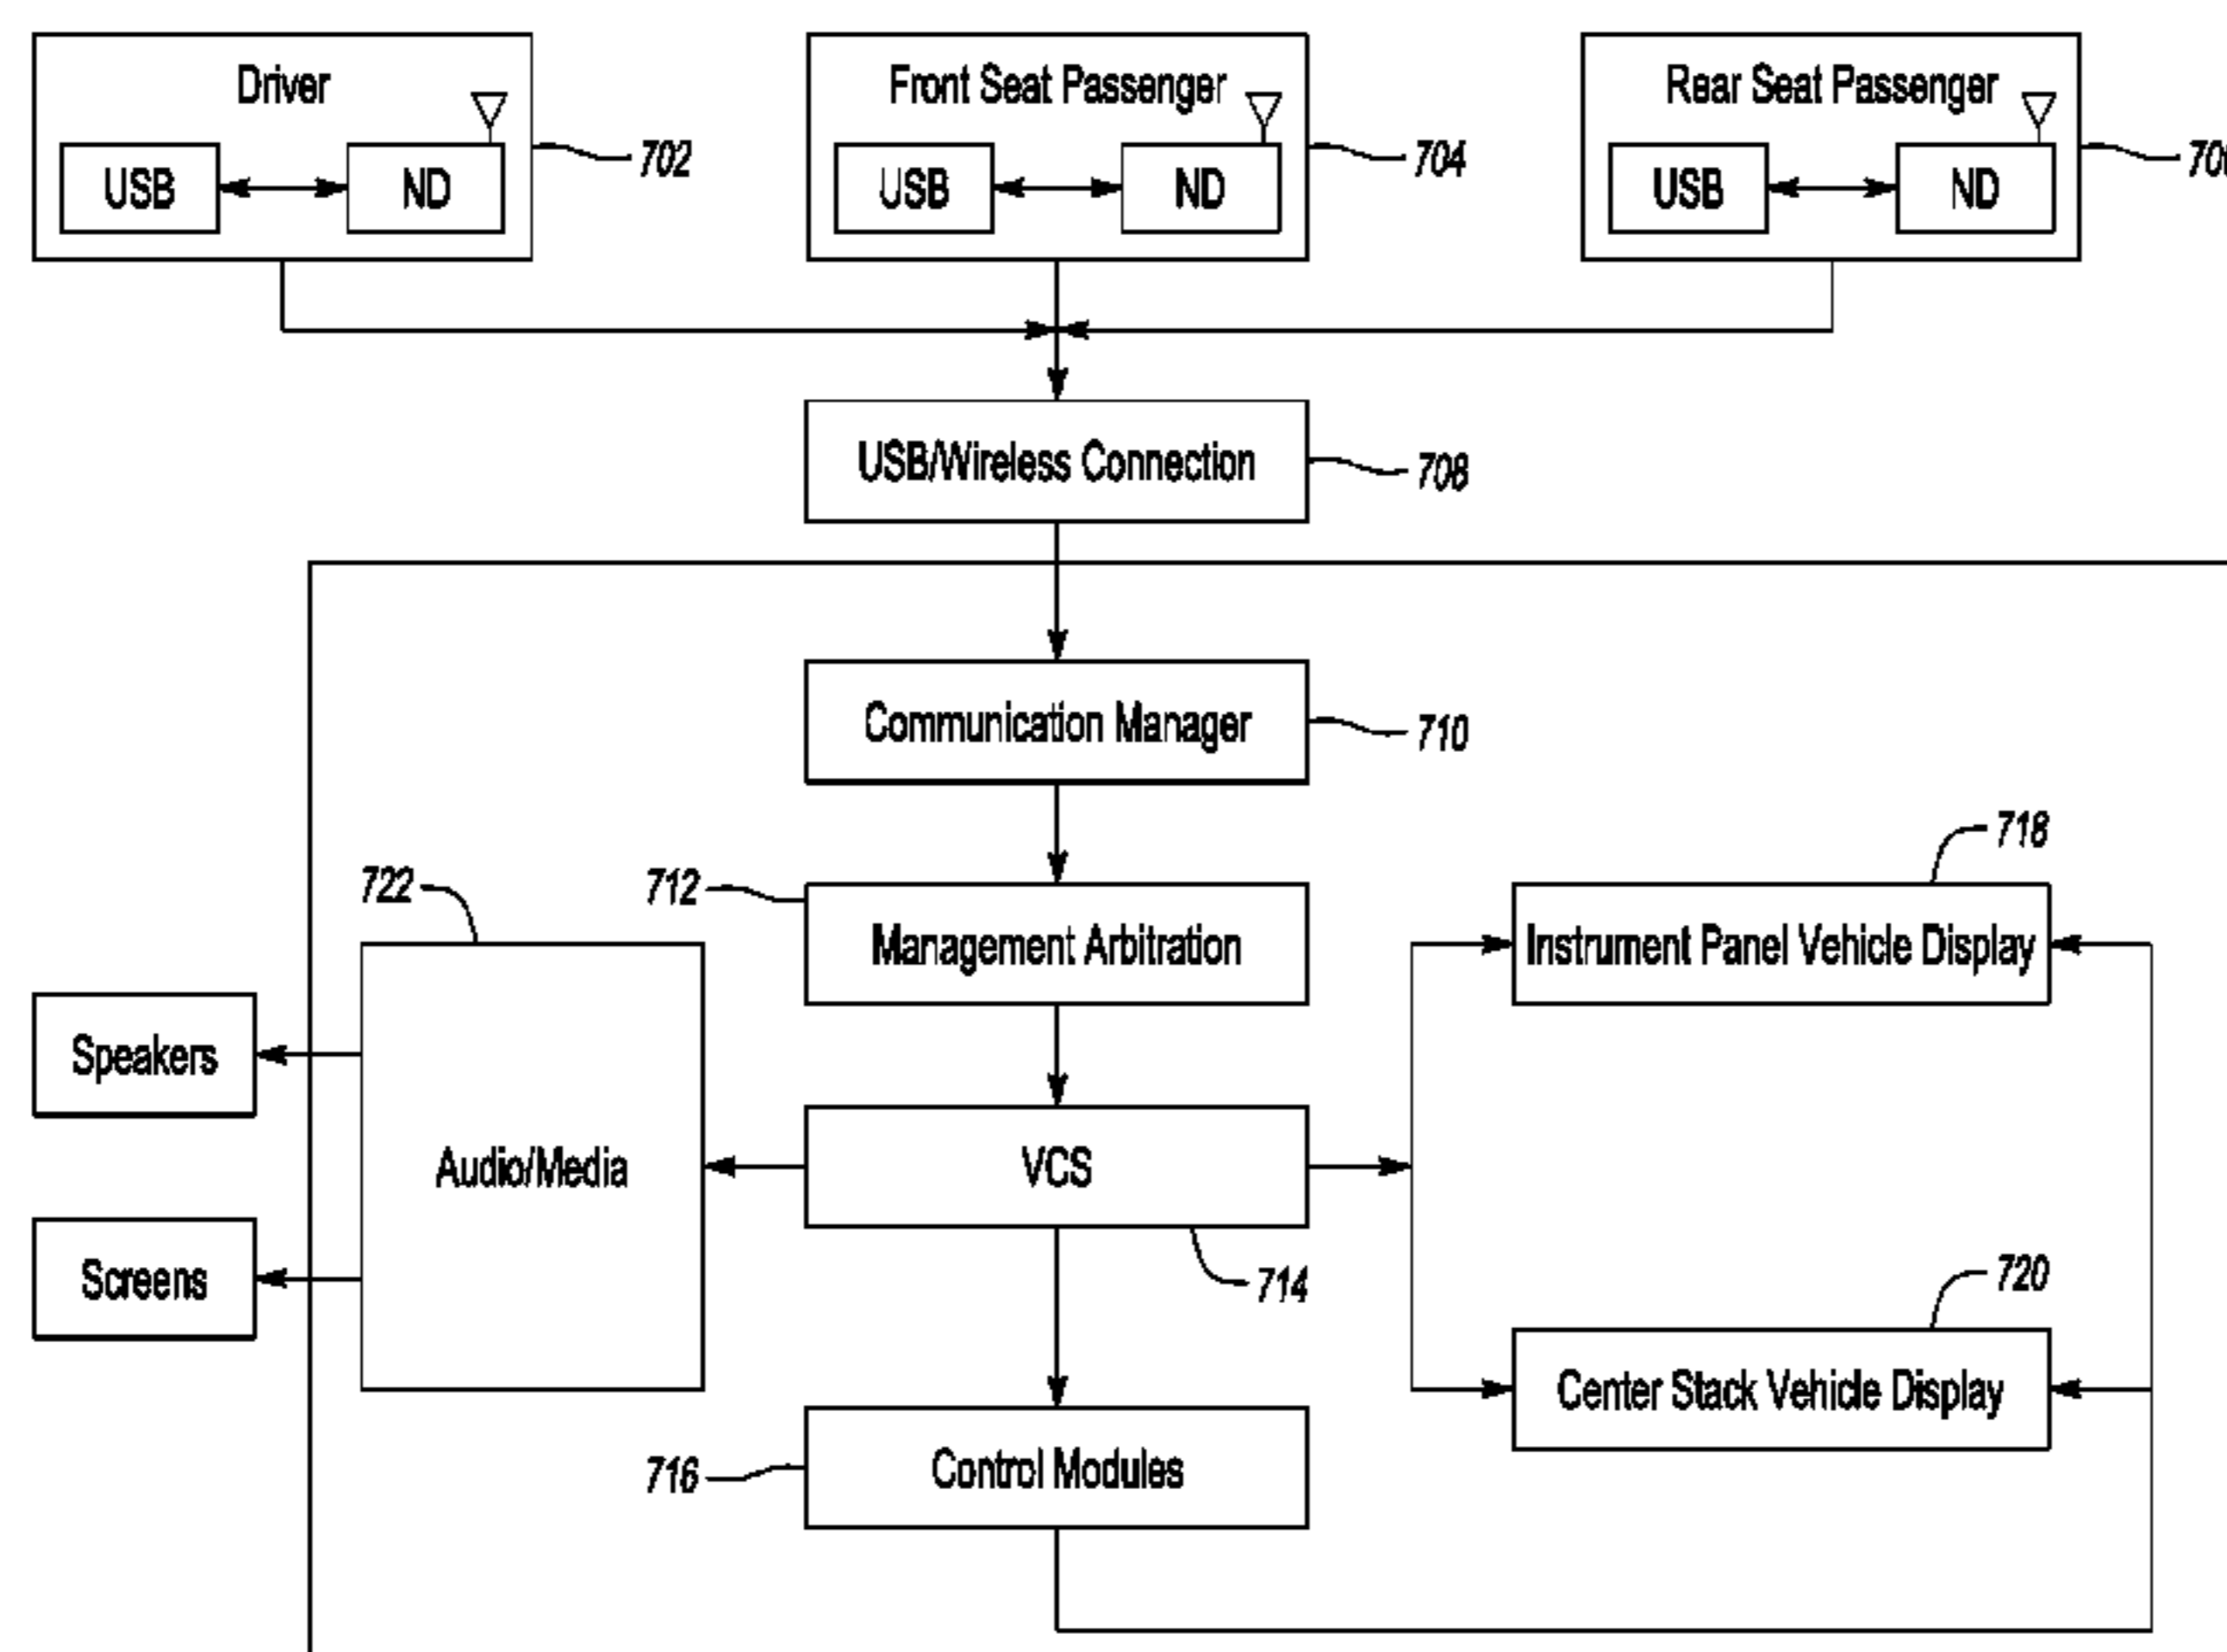 Driver
USB
ND
702
Front Seat Passenger
USB
ND
704
Rear Seat Passenger
USB
ND
USB/Wireless Connection
708
Communication Manager
710
722
712
Management Arbitration
718
Instrument Panel Vehicle Display
Speakers
Audio/Media
VCS
714
Screens
720
Center Stack Vehicle Display
716
Control Modules